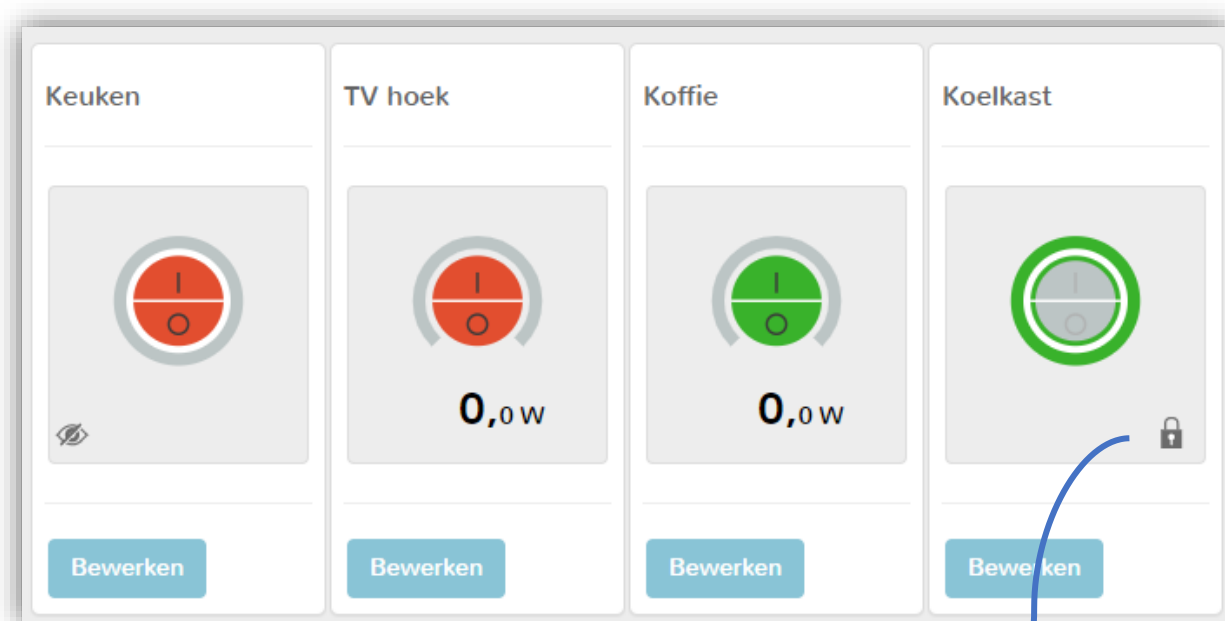 Keuken
TV hoek
Koffie
Koelkast
I
O
I
O
0,0 W
I
O
0,0 W
I
O
Bewerken
Bewerken
Bewerken
Bewerken